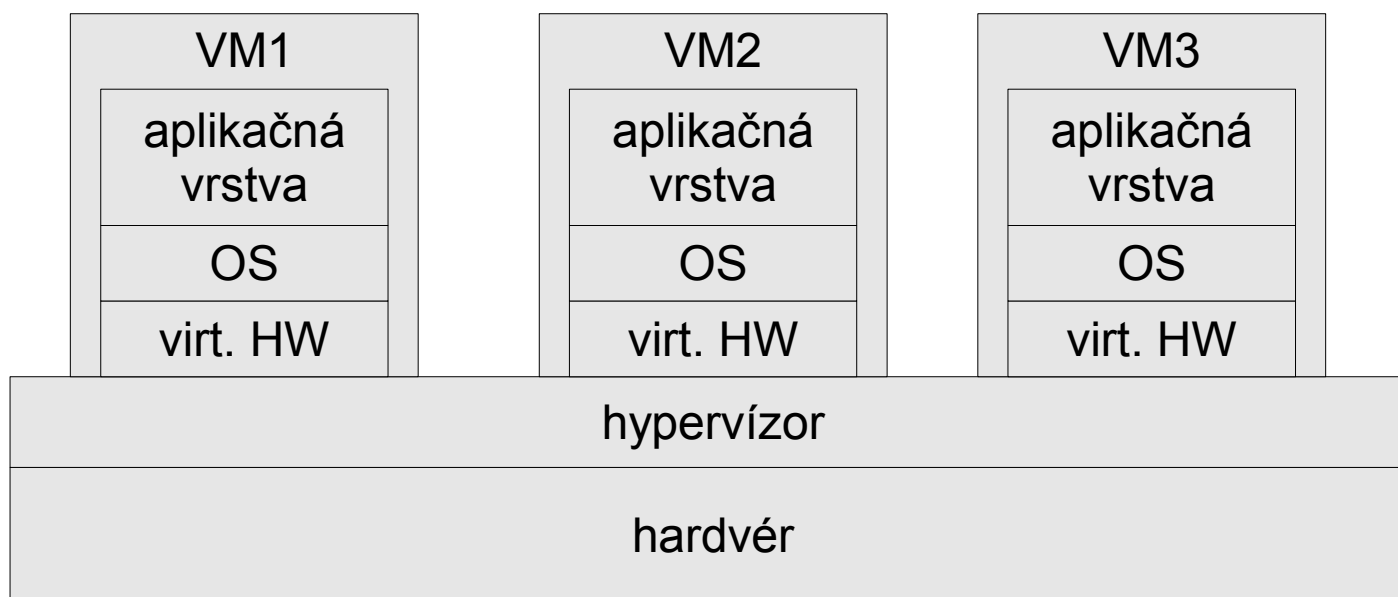 VM1
aplikačná
vrstva
OS
virt. HW
VM2
aplikačná
vrstva
OS
virt. HW
VM3
aplikačná
vrstva
OS
virt. HW
hypervízor
hardvér